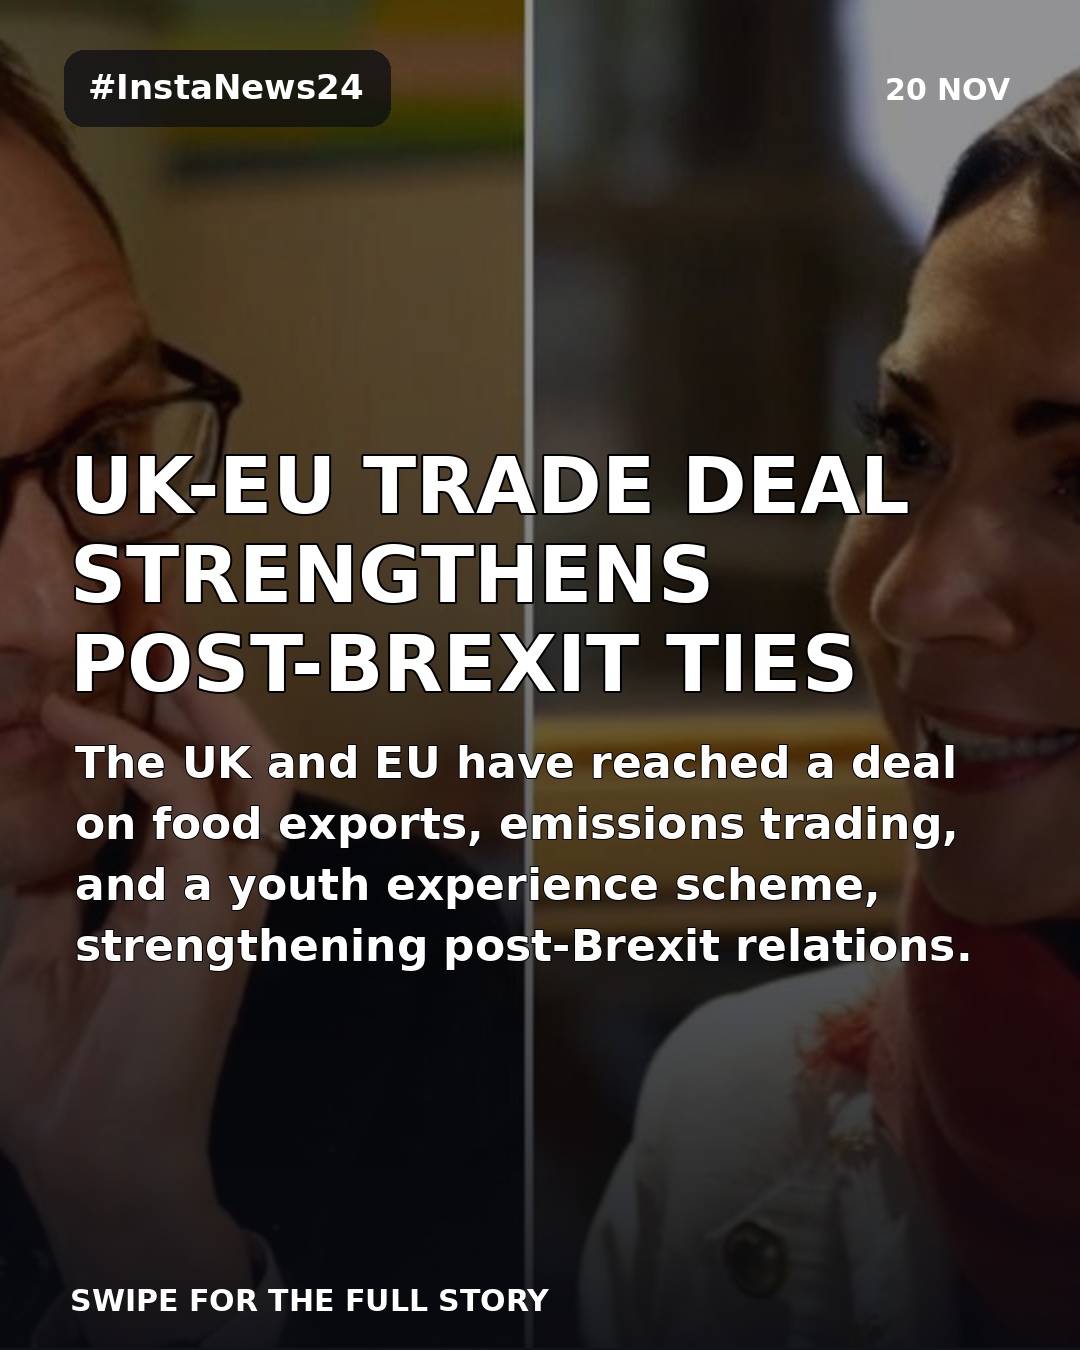 #InstaNews24
20 NOV
UK-EU TRADE DEAL
STRENGTHENS
POST-BREXIT TIES
The UK and EU have reached a deal
on food exports, emissions trading,
and a youth experience scheme,
strengthening post-Brexit relations.
SWIPE FOR THE FULL STORY